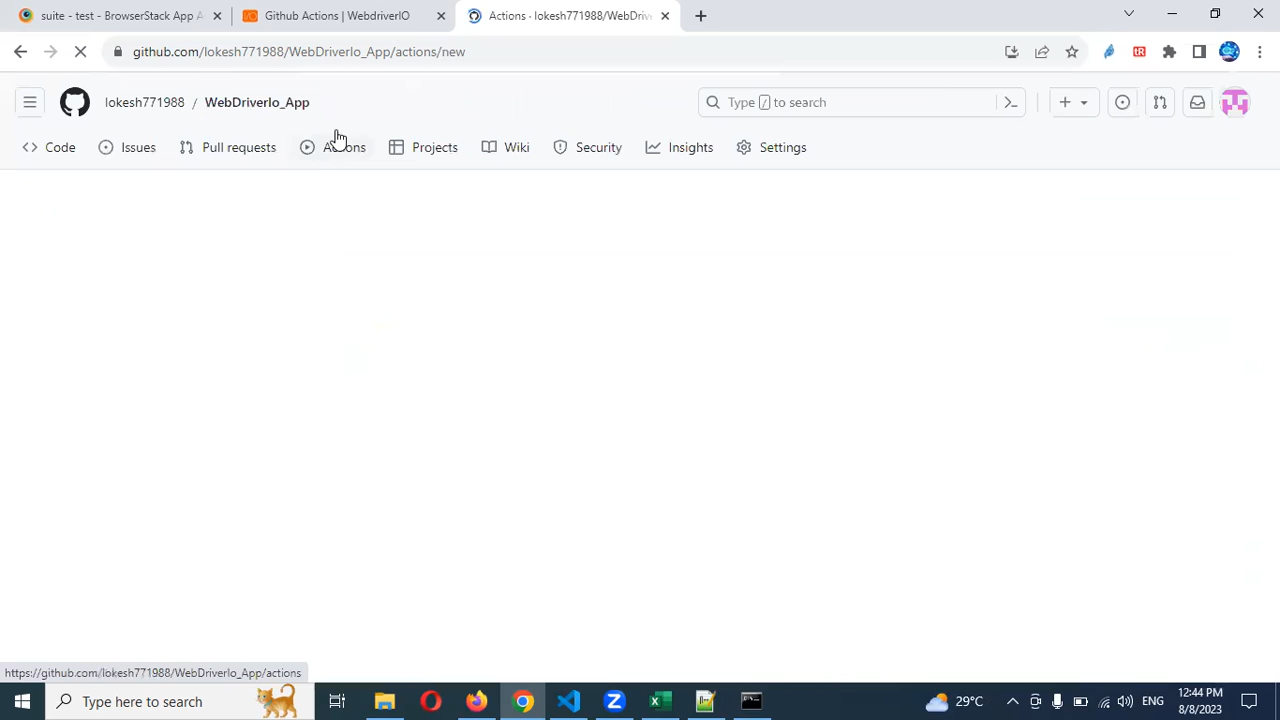 suite - test - BrowserStack App A
Github Actions | WebdriverIO
Actions · lokesh771988/WebDriver
github.com/lokesh771988/WebDriverIo_App/actions/new
tR
lokesh771988 / WebDriverIo_App
Type / to search
Code
Issues
Pull requests
Actions
Projects
Wiki
Security
Insights
Settings
https://github.com/lokesh771988/WebDriverIo_App/actions
Type here to search
29°C
ENG
12:44 PM
8/8/2023